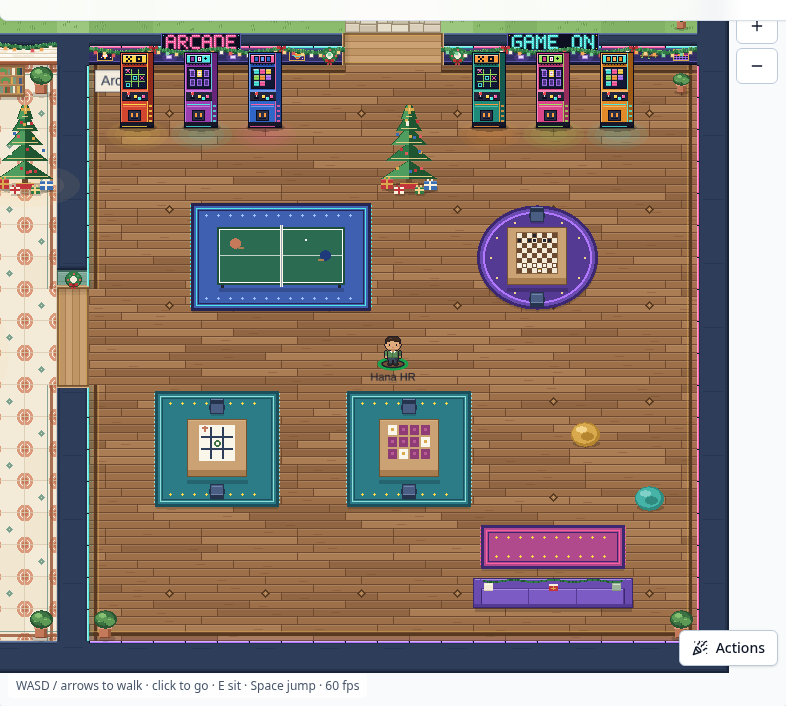 ARCADE
GAME ON
Arc
Hana HR
Actions
WASD / arrows to walk · click to go · E sit · Space jump · 60 fps